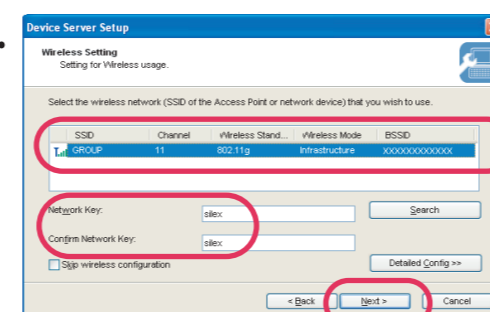 Device Server Setup
Wireless Setting
Setting for Wireless usage.
Select the wireless network (SSID of the Access Point or network device) that you wish to use.
SSID Channel Wireless Stand... Wireless Mode BSSID
GROUP 11 802.11g Infrastructure XXXXXXXXXXXX
Network Key: silex Search
Confirm Network Key: silex
Skip wireless configuration Detailed Config >>
< Back Next > Cancel